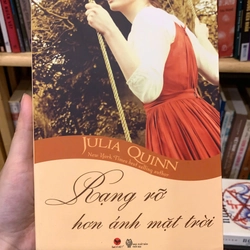 JULIA QUINN
New York Times bestselling author
Rạng rỡ
hơn ánh mặt trời